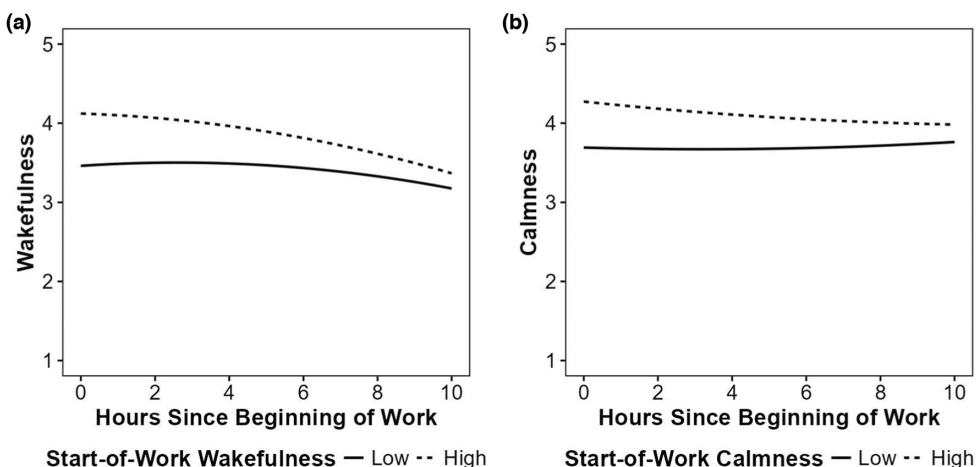 (a)
5
4
3
2
1
Wakefulness
0 2 4 6 8 10
Hours Since Beginning of Work
Start-of-Work Wakefulness Low High
(b)
5
4
3
2
1
Calmness
0 2 4 6 8 10
Hours Since Beginning of Work
Start-of-Work Calmness Low High